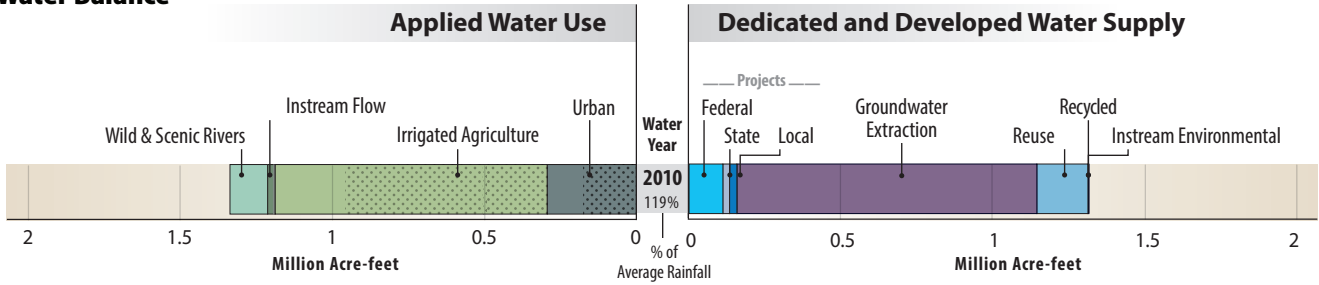 Water Balance
Applied Water Use
Dedicated and Developed Water Supply
Projects
Wild & Scenic Rivers
Instream Flow
Irrigated Agriculture
Urban
Water
Year
2010
119%
Federal
State
Local
Groundwater
Extraction
Reuse
Recycled
Instream Environmental
2
1.5
1
0.5
0
Million Acre-feet
% of
Average Rainfall
0
0.5
1
1.5
2
Million Acre-feet